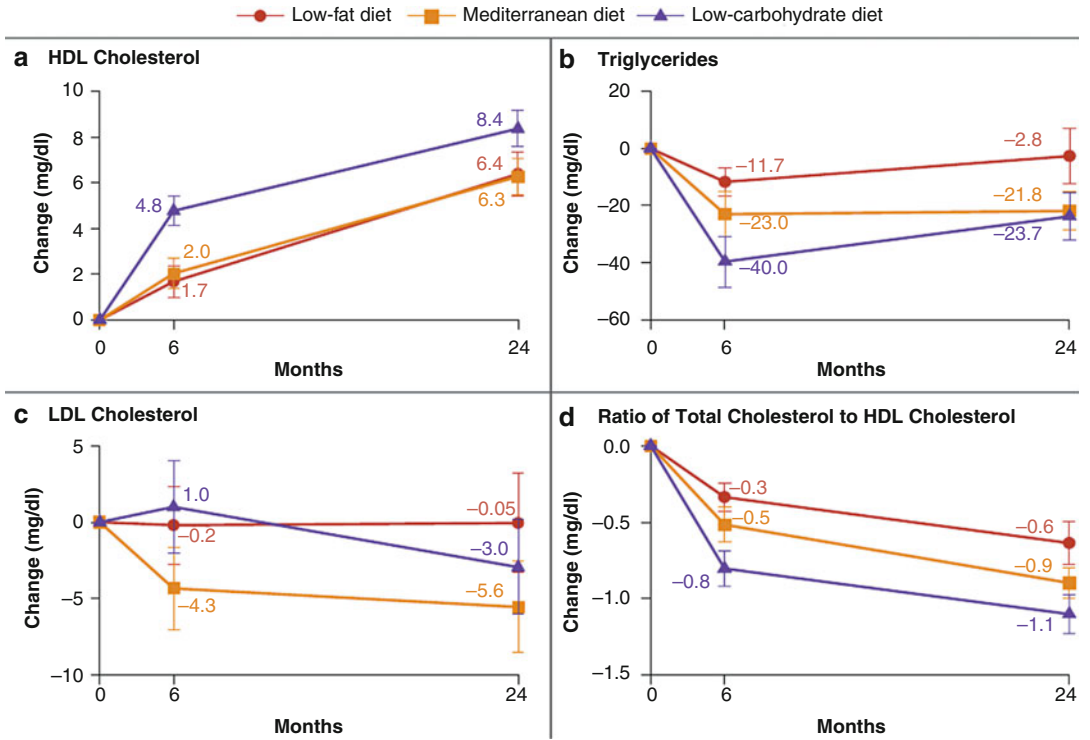 Low-fat diet Mediterranean diet Low-carbohydrate diet
a HDL Cholesterol
10
8
6
4
2
0
Change (mg/dl)
4.8
2.0
1.7
8.4
6.4
6.3
0 6 24
Months
b Triglycerides
20
0
–20
–40
–60
Change (mg/dl)
–11.7
–23.0
–40.0
–2.8
–21.8
–23.7
0 6 24
Months
c LDL Cholesterol
5
0
–5
–10
Change (mg/dl)
1.0
–0.2
–4.3
–0.05
–3.0
–5.6
0 6 24
Months
d Ratio of Total Cholesterol to HDL Cholesterol
0.0
–0.5
–1.0
–1.5
Change (mg/dl)
–0.3
–0.5
–0.8
–0.6
–0.9
–1.1
0 6 24
Months